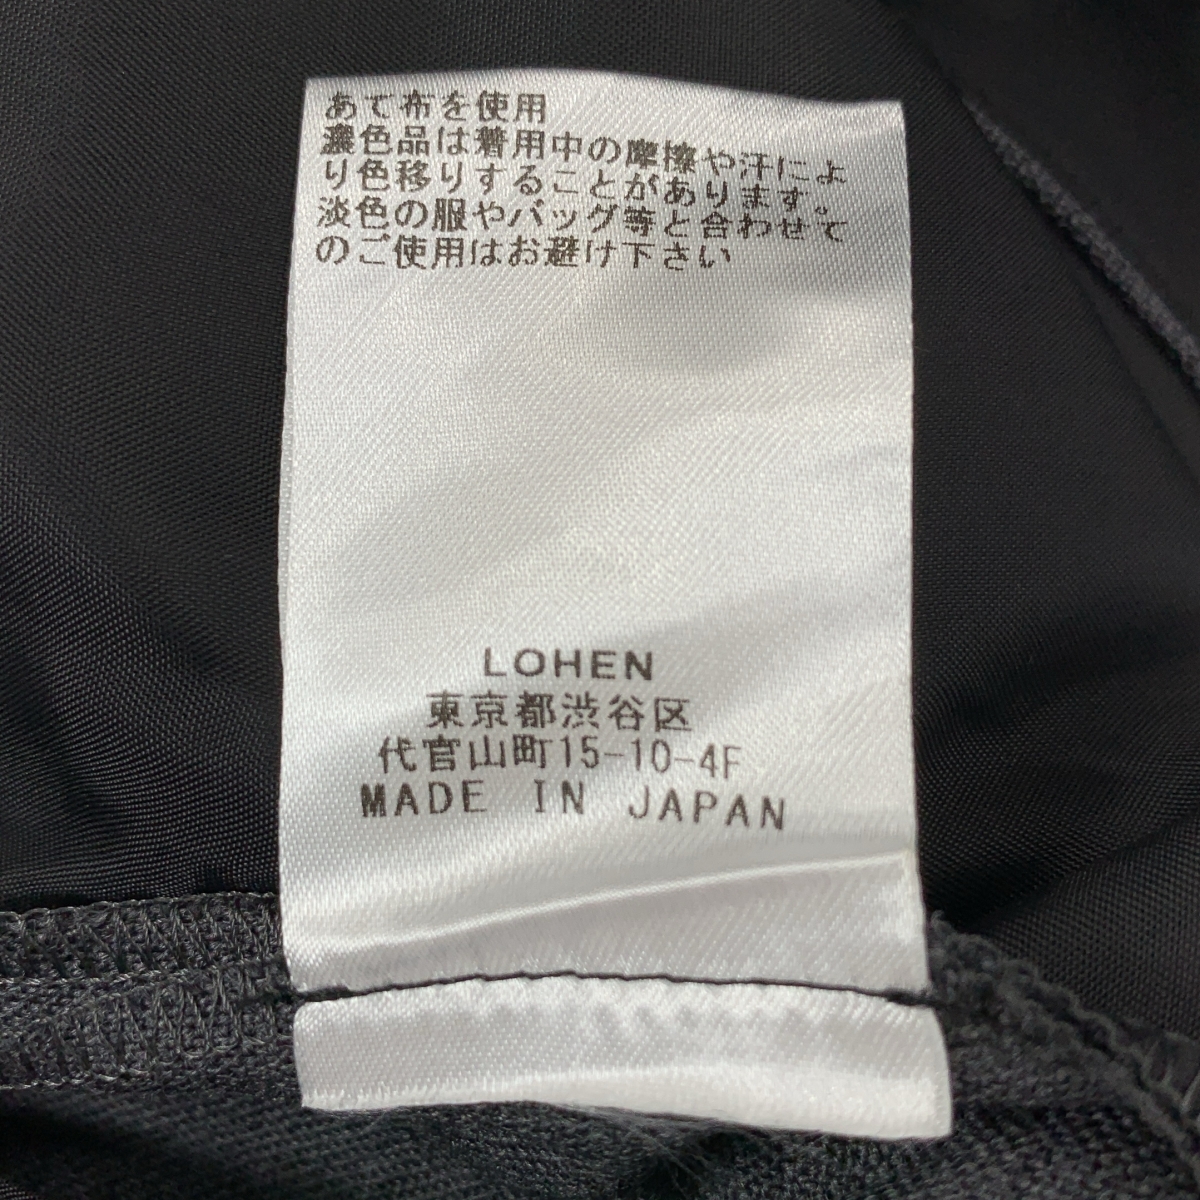 あて布を使用
濃色品は着用中の摩擦や汗によ
り色移りすることがあります。
淡色の服やバッグ等と合わせて
のご使用はお避け下さい
LOHEN
東京都渋谷区
代官山町15-10-4F
MADE IN JAPAN